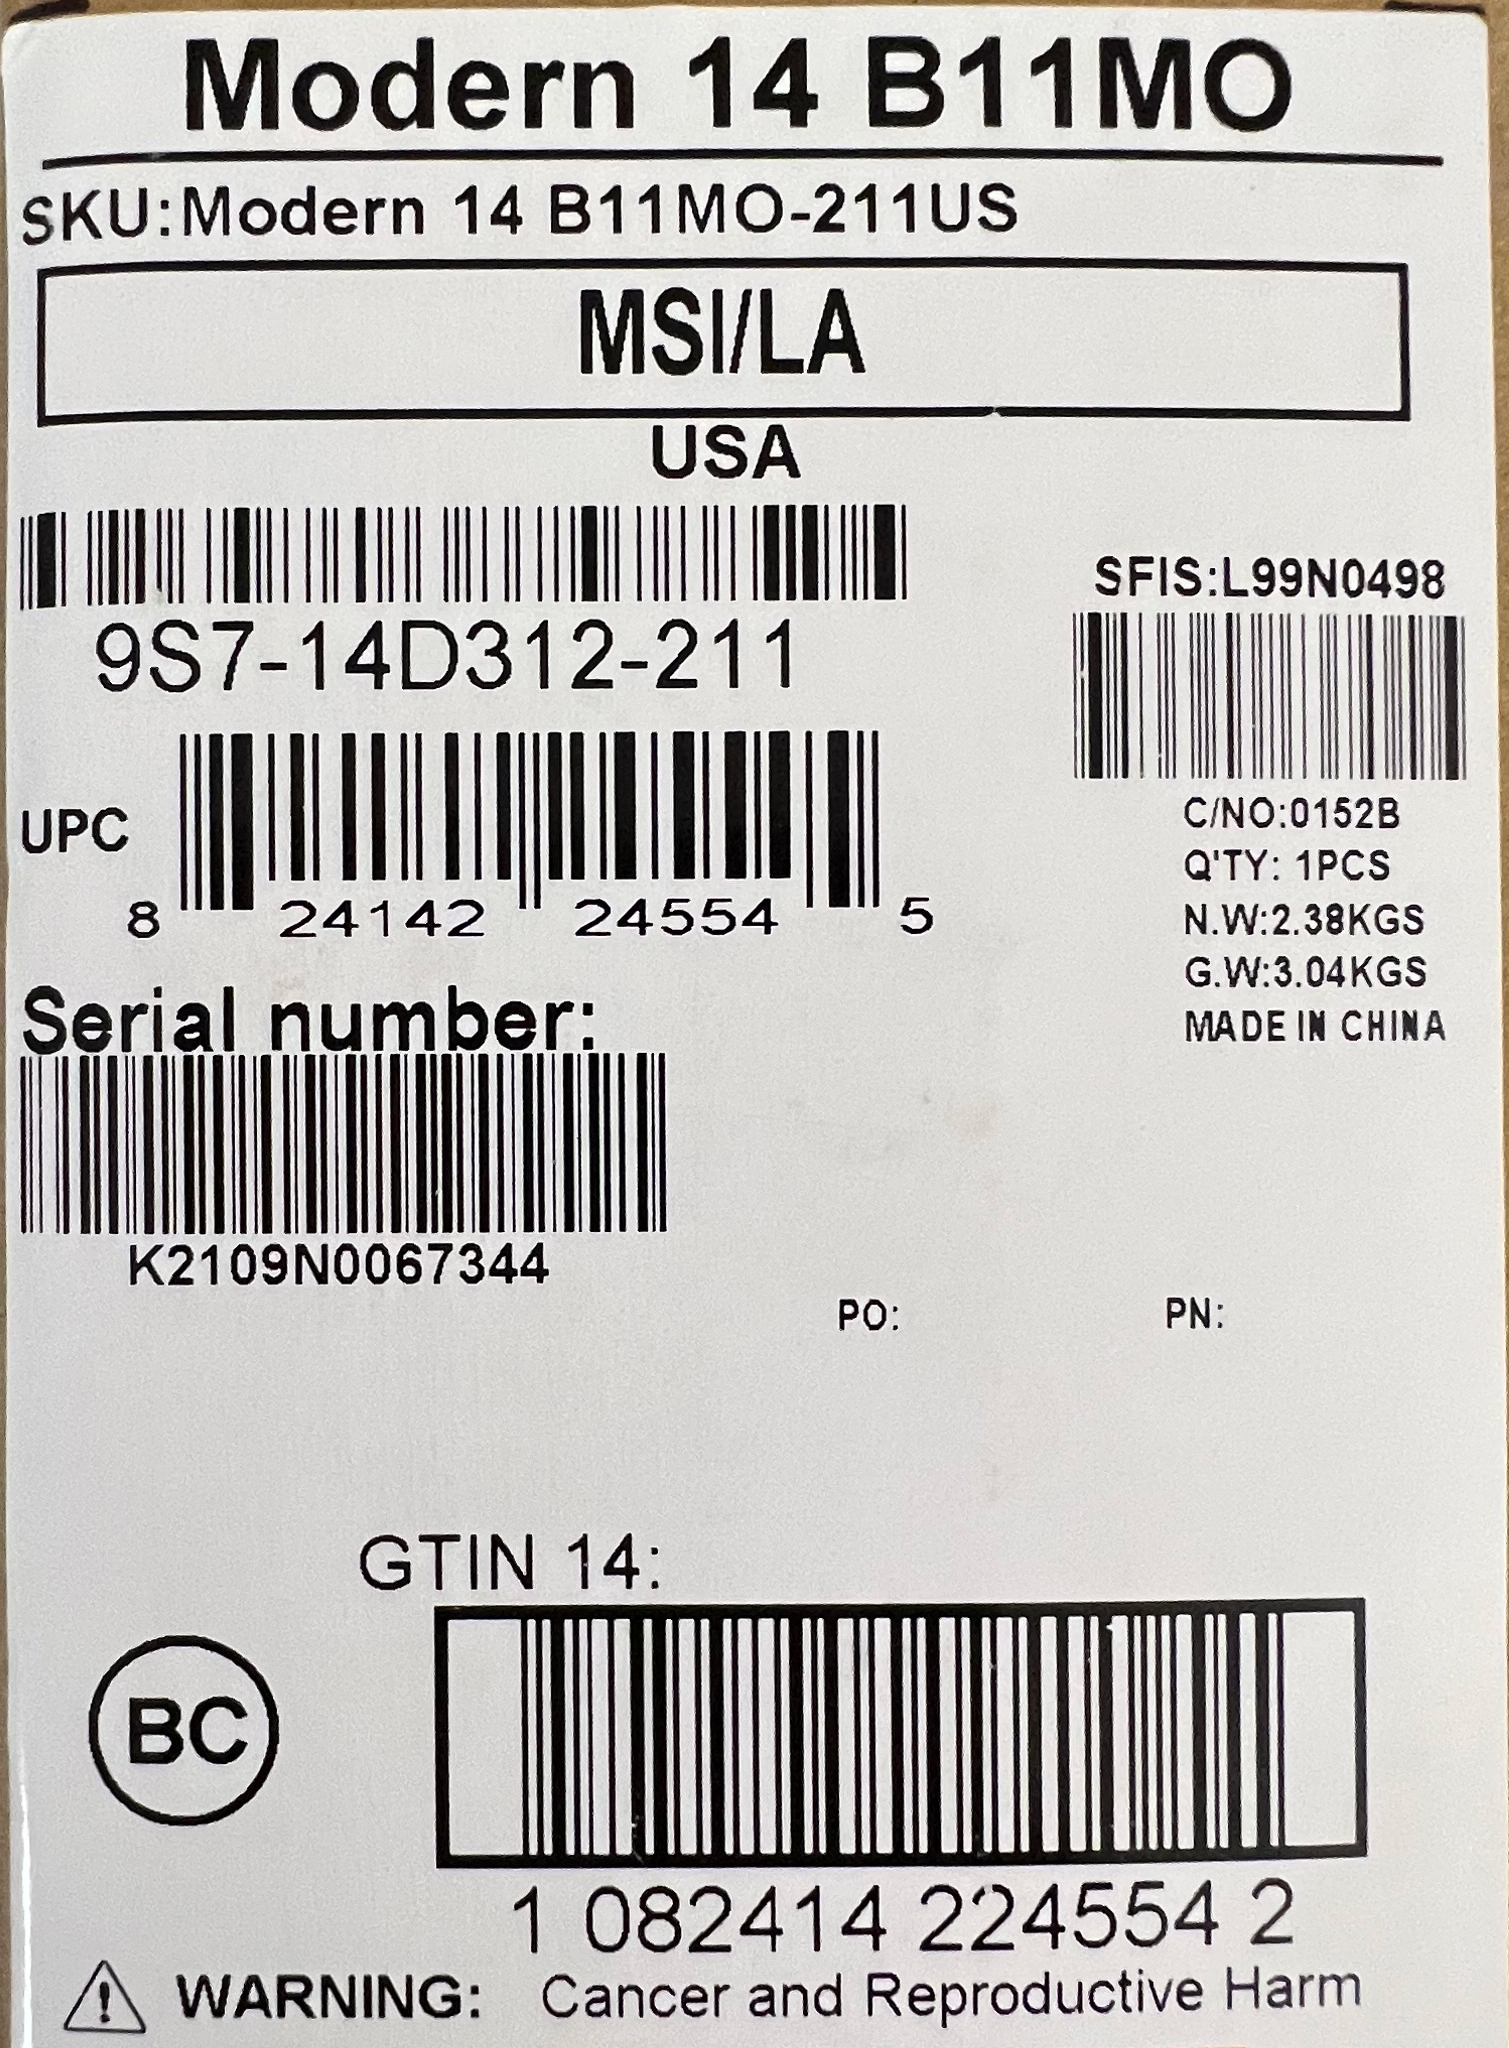 Modern 14 B11MO
SKU:Modern 14 B11MO-211US
MSI/LA
USA
9S7-14D312-211
SFIS:L99N0498
UPC
8 24142 24554 5
C/NO:0152B
Q'TY: 1PCS
N.W:2.38KGS
G.W:3.04KGS
MADE IN CHINA
Serial number:
K2109N0067344
PO: PN:
GTIN 14:
BC
1 082414 224554 2
WARNING: Cancer and Reproductive Harm